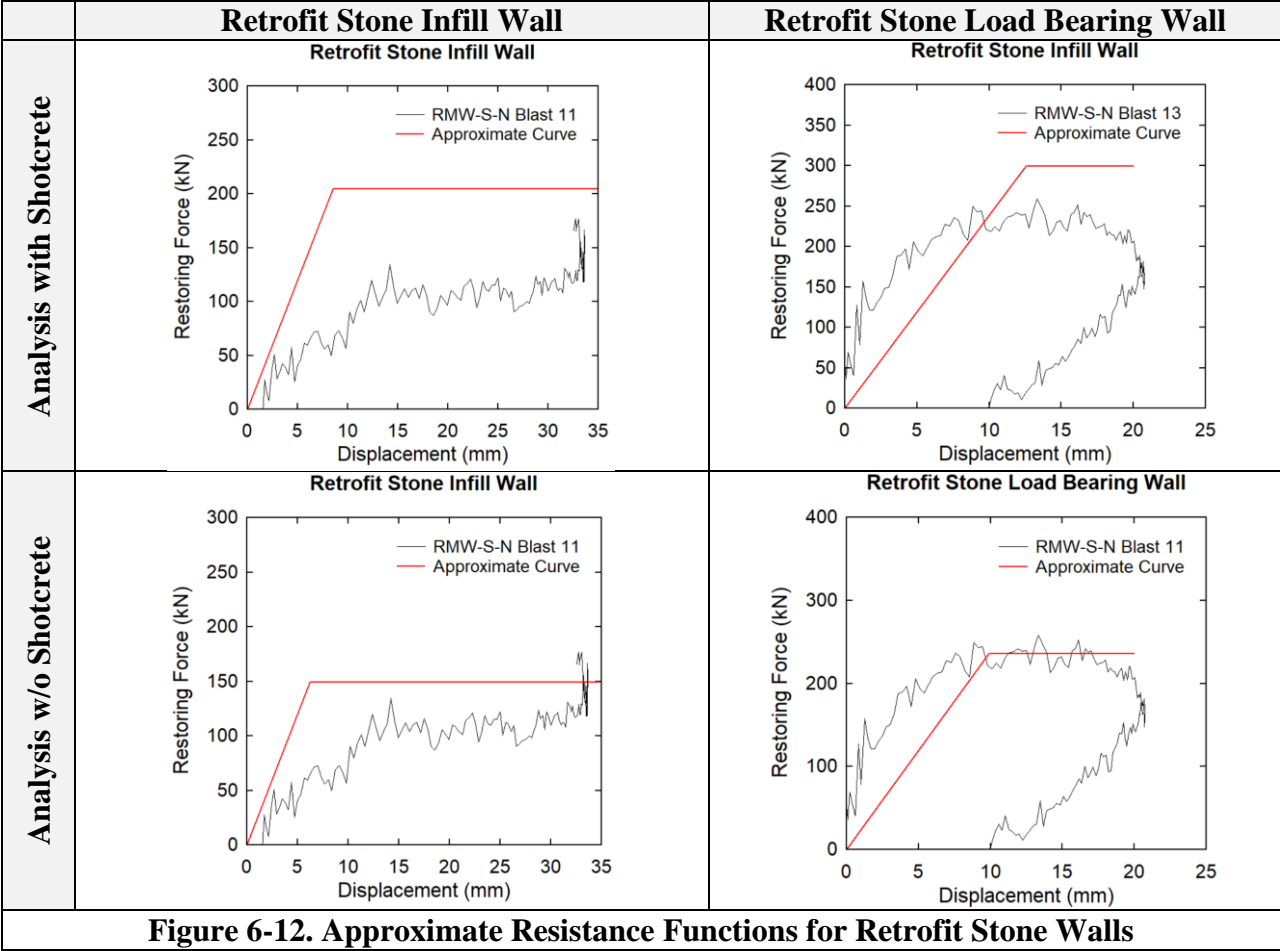 Retrofit Stone Infill Wall
Retrofit Stone Load Bearing Wall
Analysis with Shotcrete
Retrofit Stone Infill Wall
300
250
200
150
100
50
0
Restoring Force (kN)
RMW-S-N Blast 11
Approximate Curve
0 5 10 15 20 25 30 35
Displacement (mm)
Retrofit Stone Infill Wall
400
350
300
250
200
150
100
50
0
Restoring Force (kN)
RMW-S-N Blast 13
Approximate Curve
0 5 10 15 20 25
Displacement (mm)
Analysis w/o Shotcrete
Retrofit Stone Infill Wall
300
250
200
150
100
50
0
Restoring Force (kN)
RMW-S-N Blast 11
Approximate Curve
0 5 10 15 20 25 30 35
Displacement (mm)
Retrofit Stone Load Bearing Wall
400
300
200
100
0
Restoring Force (kN)
RMW-S-N Blast 11
Approximate Curve
0 5 10 15 20 25
Displacement (mm)
Figure 6-12. Approximate Resistance Functions for Retrofit Stone Walls